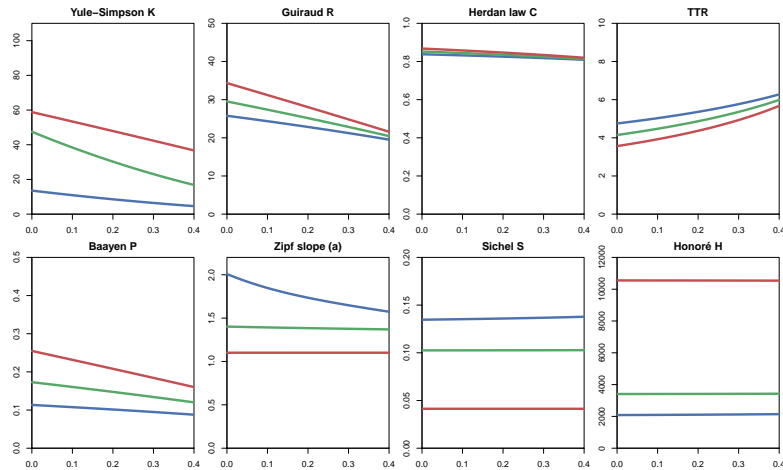 Yule−Simpson K
Guiraud R
Herdan law C
TTR
0 20 40 60 80 100
0 10 20 30 40 50
0.0 0.2 0.4 0.6 0.8 1.0
0 2 4 6 8 10
0.0 0.1 0.2 0.3 0.4
0.0 0.1 0.2 0.3 0.4
0.0 0.1 0.2 0.3 0.4
0.0 0.1 0.2 0.3 0.4
Baayen P
Zipf slope (a)
Sichel S
Honoré H
0.0 0.1 0.2 0.3 0.4 0.5
0.0 0.5 1.0 1.5 2.0
0.00 0.05 0.10 0.15 0.20
0 2000 4000 6000 8000 10000 12000
0.0 0.1 0.2 0.3 0.4
0.0 0.1 0.2 0.3 0.4
0.0 0.1 0.2 0.3 0.4
0.0 0.1 0.2 0.3 0.4